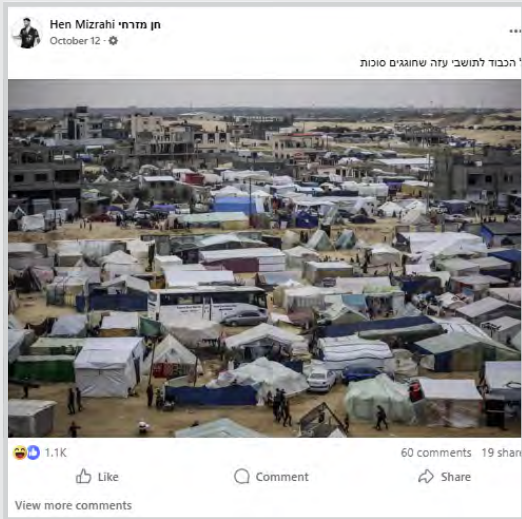 Hen Mizrahi חן מזרחי
October 12 ·
הכבוד לתושבי עזה שחוגגים סוכות
1.1K 60 comments 19 share
Like Comment Share
View more comments